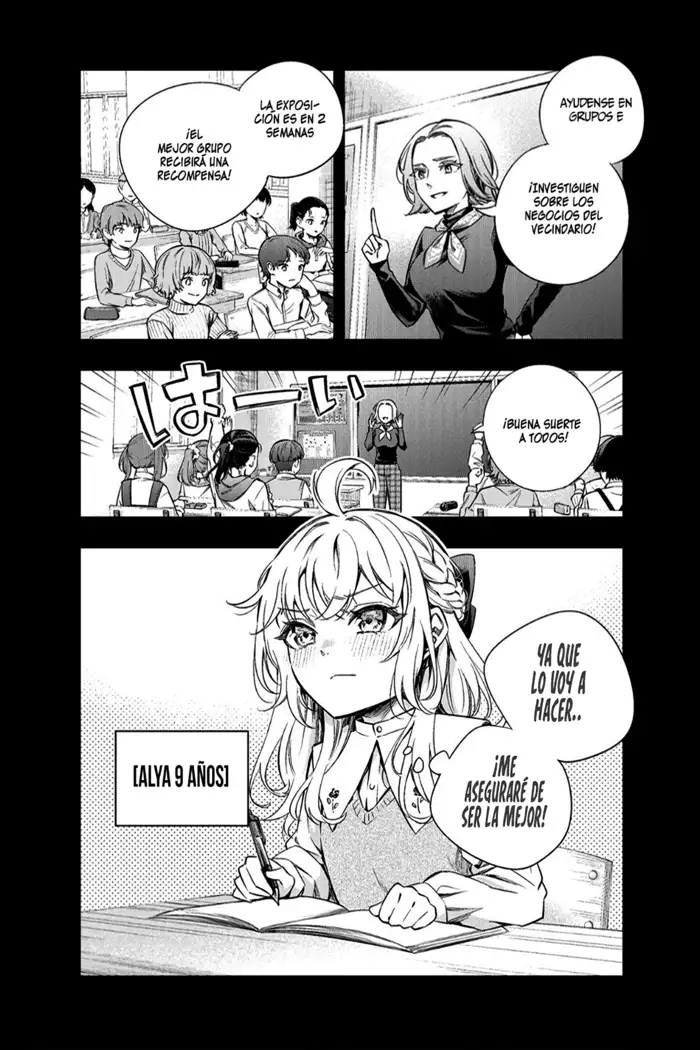 AYUDENSE EN
GRUPOS E
¡INVESTIGUEN
SOBRE LOS
NEGOCIOS DEL
VECINDARIO!
LA EXPOSI-
CIÓN ES EN 2
SEMANAS
¡EL
MEJOR GRUPO
RECIBIRÁ UNA
RECOMPENSA!
はーい
¡BUENA SUERTE
A TODOS!
YA QUE
LO VOY A
HACER..
¡ME
ASEGURARÉ DE
SER LA MEJOR!
[ALYA 9 AÑOS]